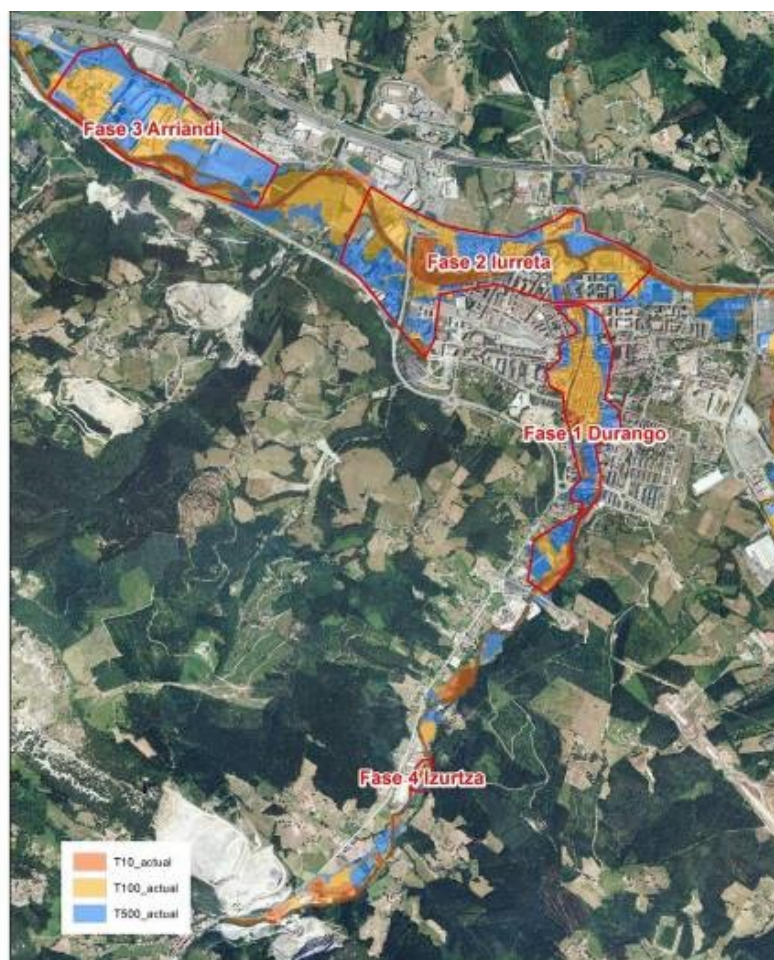 Fase 3 Arriandi
Fase 2 Iurreta
Fase 1 Durango
Fase 4 Izurtza
T10_actual
T100_actual
T500_actual